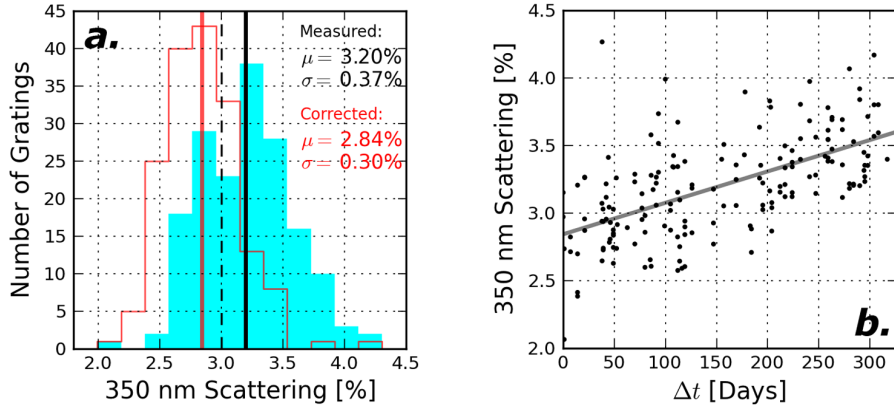 a.
Measured:
μ = 3.20%
σ = 0.37%
Corrected:
μ = 2.84%
σ = 0.30%
45
40
35
30
25
20
15
10
5
0
Number of Gratings
2.0 2.5 3.0 3.5 4.0 4.5
350 nm Scattering [%]
4.5
4.0
3.5
3.0
2.5
2.0
350 nm Scattering [%]
b.
0 50 100 150 200 250 300
Δt [Days]